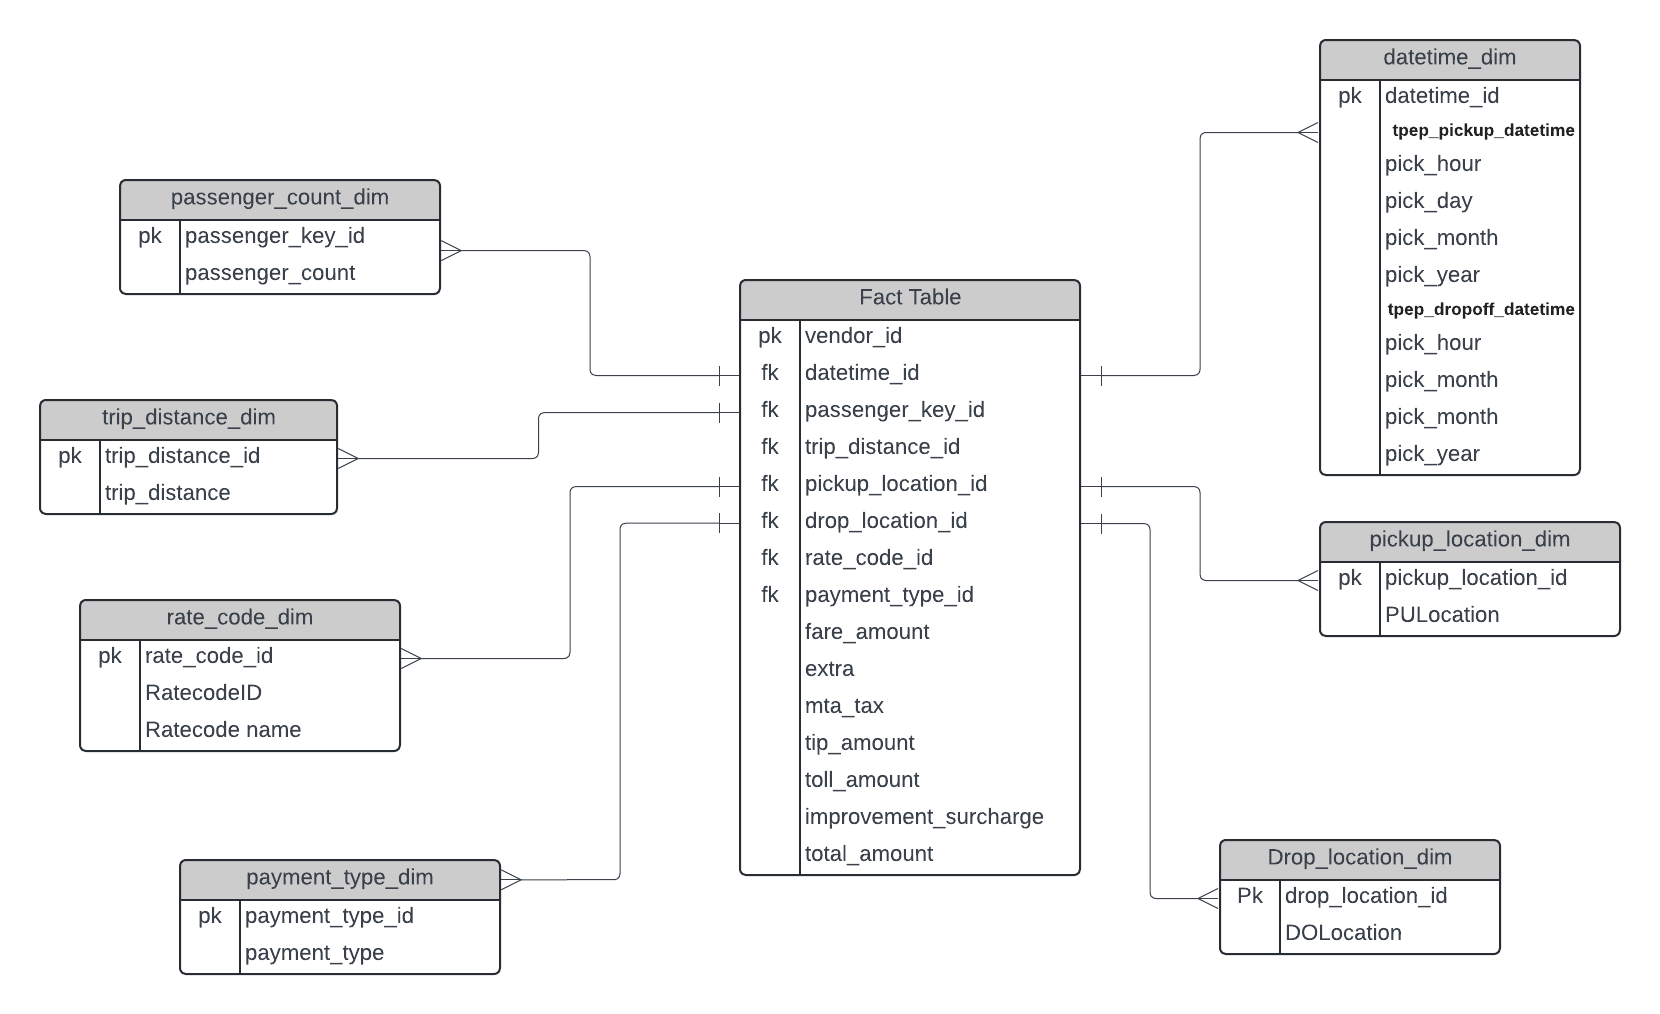 passenger_count_dim
pk passenger_key_id
passenger_count
trip_distance_dim
pk trip_distance_id
trip_distance
rate_code_dim
pk rate_code_id
RatecodeID
Ratecode name
payment_type_dim
pk payment_type_id
payment_type
Fact Table
pk vendor_id
fk datetime_id
fk passenger_key_id
fk trip_distance_id
fk pickup_location_id
fk drop_location_id
fk rate_code_id
fk payment_type_id
fare_amount
extra
mta_tax
tip_amount
toll_amount
improvement_surcharge
total_amount
datetime_dim
pk datetime_id
tpep_pickup_datetime
pick_hour
pick_day
pick_month
pick_year
tpep_dropoff_datetime
pick_hour
pick_month
pick_month
pick_year
pickup_location_dim
pk pickup_location_id
PULocation
Drop_location_dim
Pk drop_location_id
DOLocation